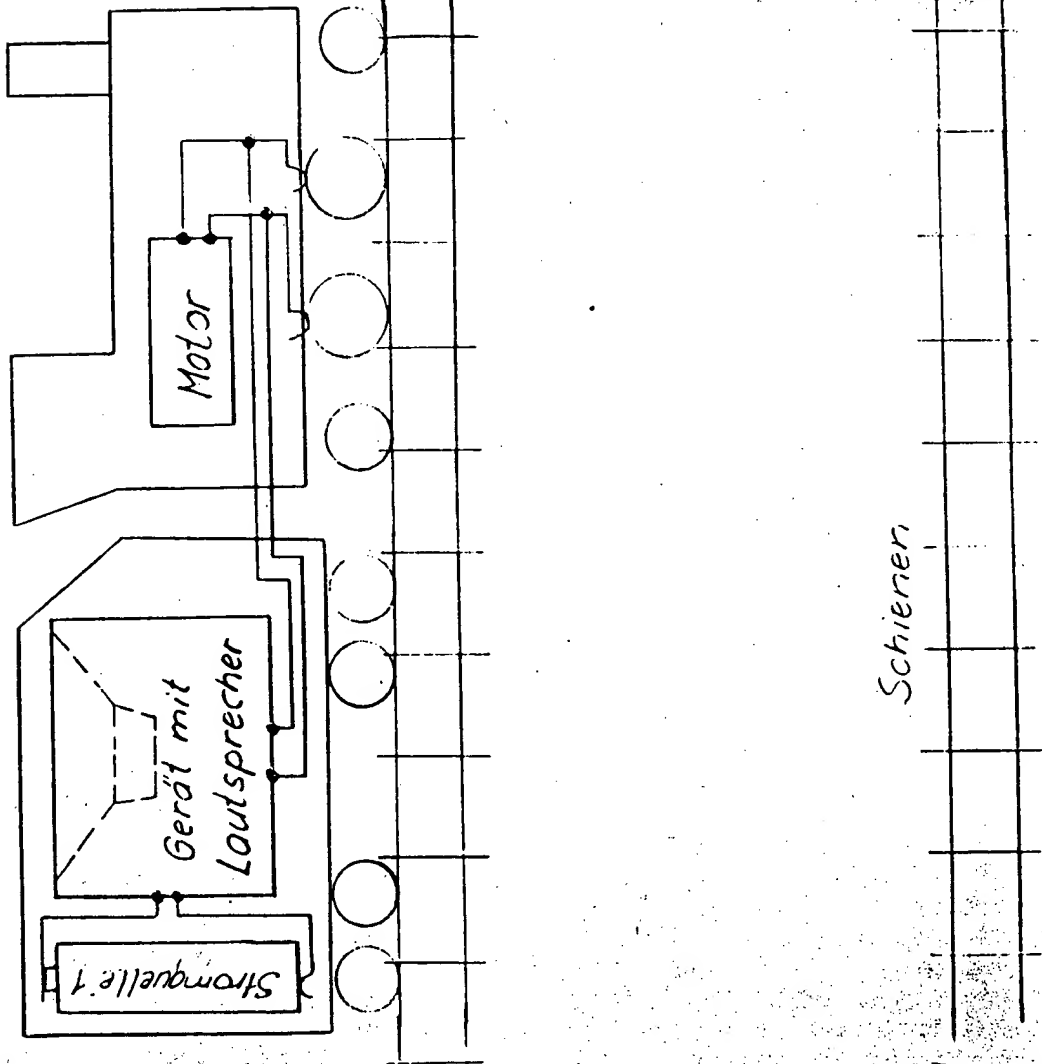 Motor
Gerät mit
Lautsprecher
Stromquelle 1
Schienen